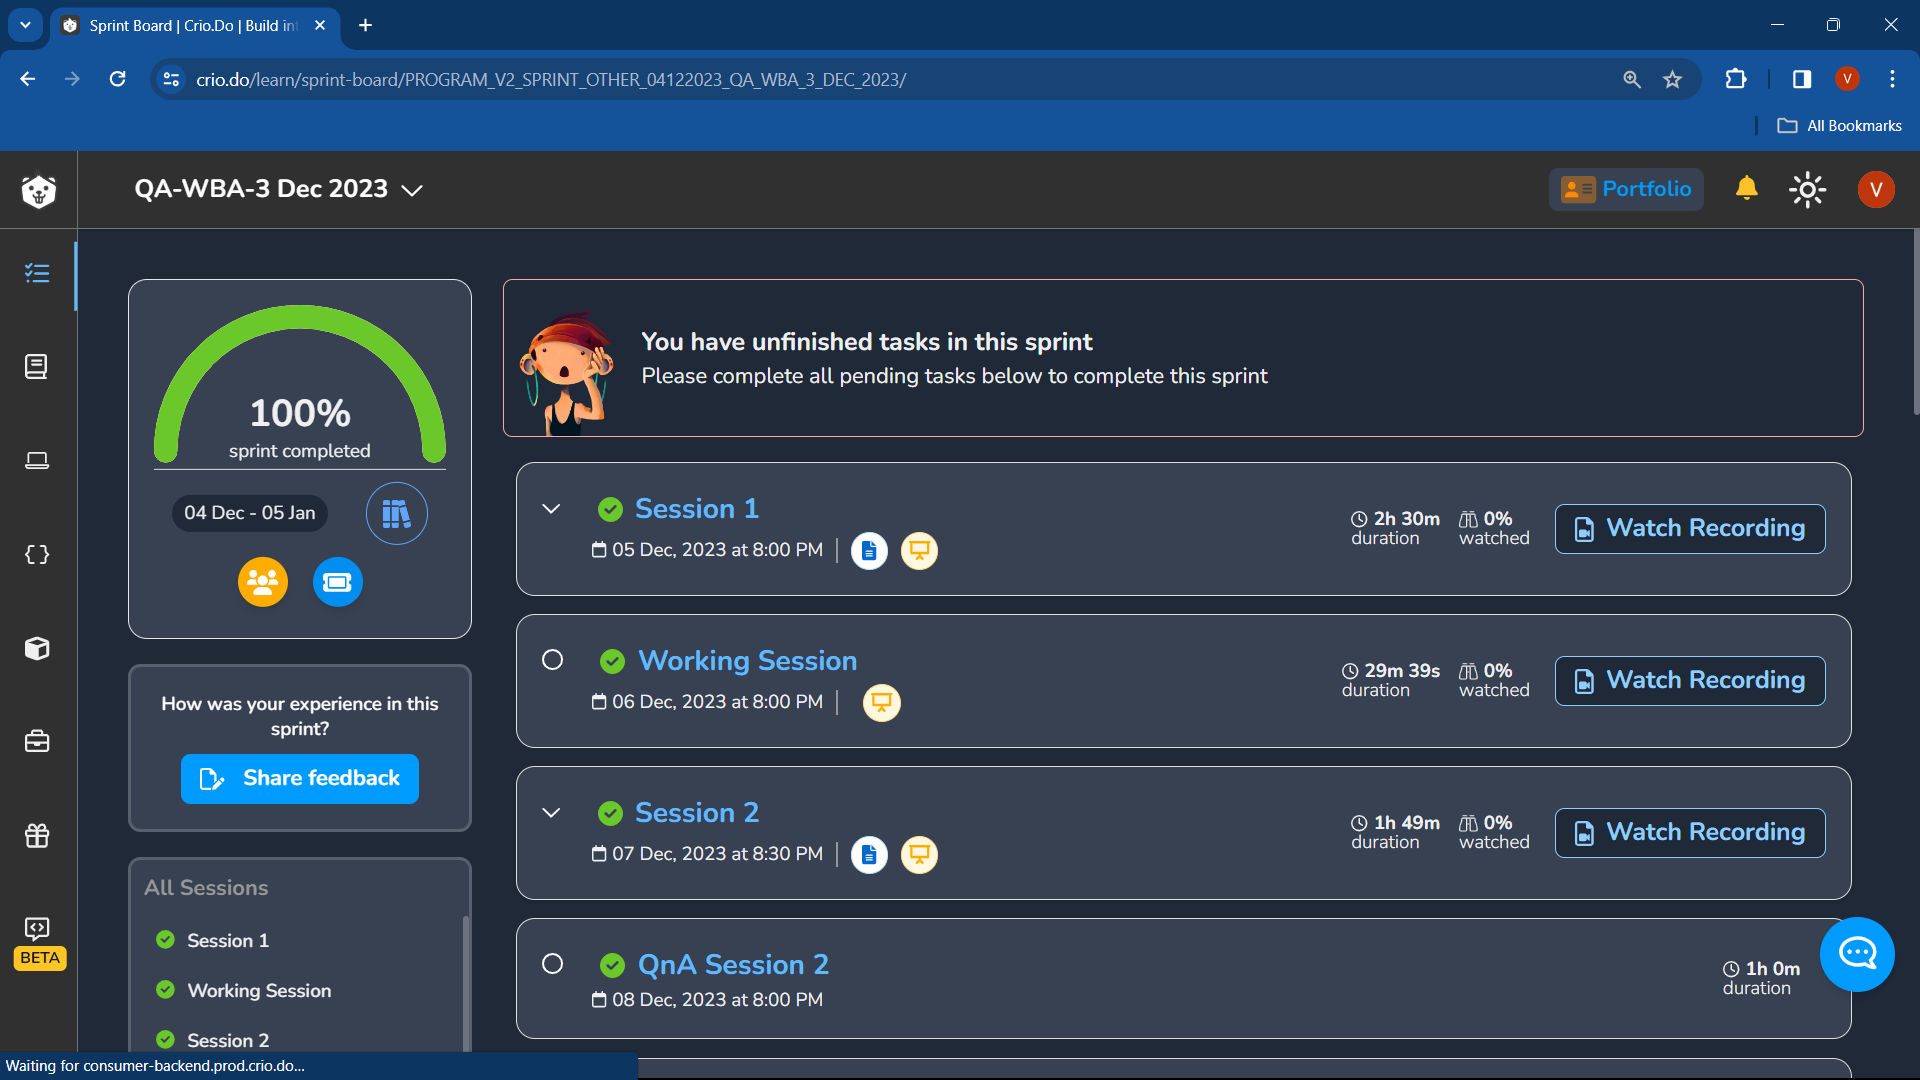 Sprint Board | Crio.Do | Build in
crio.do/learn/sprint-board/PROGRAM_V2_SPRINT_OTHER_04122023_QA_WBA_3_DEC_2023/
V
All Bookmarks
QA-WBA-3 Dec 2023
Portfolio
V
100%
sprint completed
04 Dec - 05 Jan
How was your experience in this
sprint?
Share feedback
All Sessions
Session 1
Working Session
Session 2
BETA
You have unfinished tasks in this sprint
Please complete all pending tasks below to complete this sprint
Session 1
05 Dec, 2023 at 8:00 PM
2h 30m
duration
0%
watched
Watch Recording
Working Session
06 Dec, 2023 at 8:00 PM
29m 39s
duration
0%
watched
Watch Recording
Session 2
07 Dec, 2023 at 8:30 PM
1h 49m
duration
0%
watched
Watch Recording
QnA Session 2
08 Dec, 2023 at 8:00 PM
1h 0m
duration
Waiting for consumer-backend.prod.crio.do...